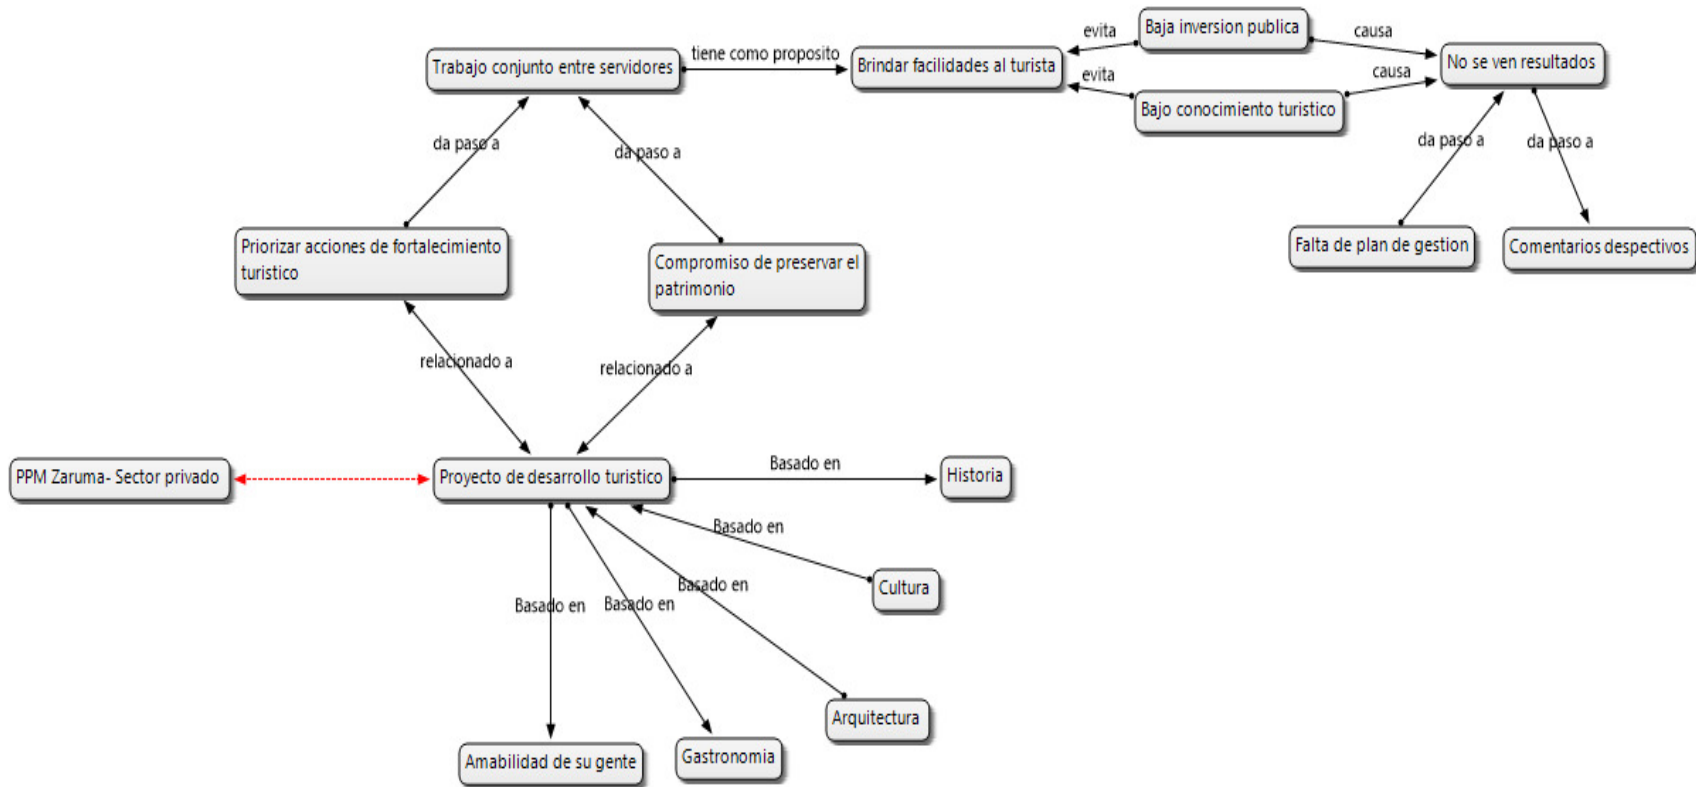 Baja inversion publica
evita
causa
tiene como proposito
Trabajo conjunto entre servidores
Brindar facilidades al turista
No se ven resultados
evita
causa
Bajo conocimiento turistico
da paso a
da paso a
da paso a
da paso a
Priorizar acciones de fortalecimiento
turistico
Compromiso de preservar el
patrimonio
Falta de plan de gestion
Comentarios despectivos
relacionado a
relacionado a
PPM Zaruma- Sector privado
Proyecto de desarrollo turistico
Basado en
Historia
Basado en
Cultura
Basado en
Basado en
Basado en
Arquitectura
Amabilidad de su gente
Gastronomia